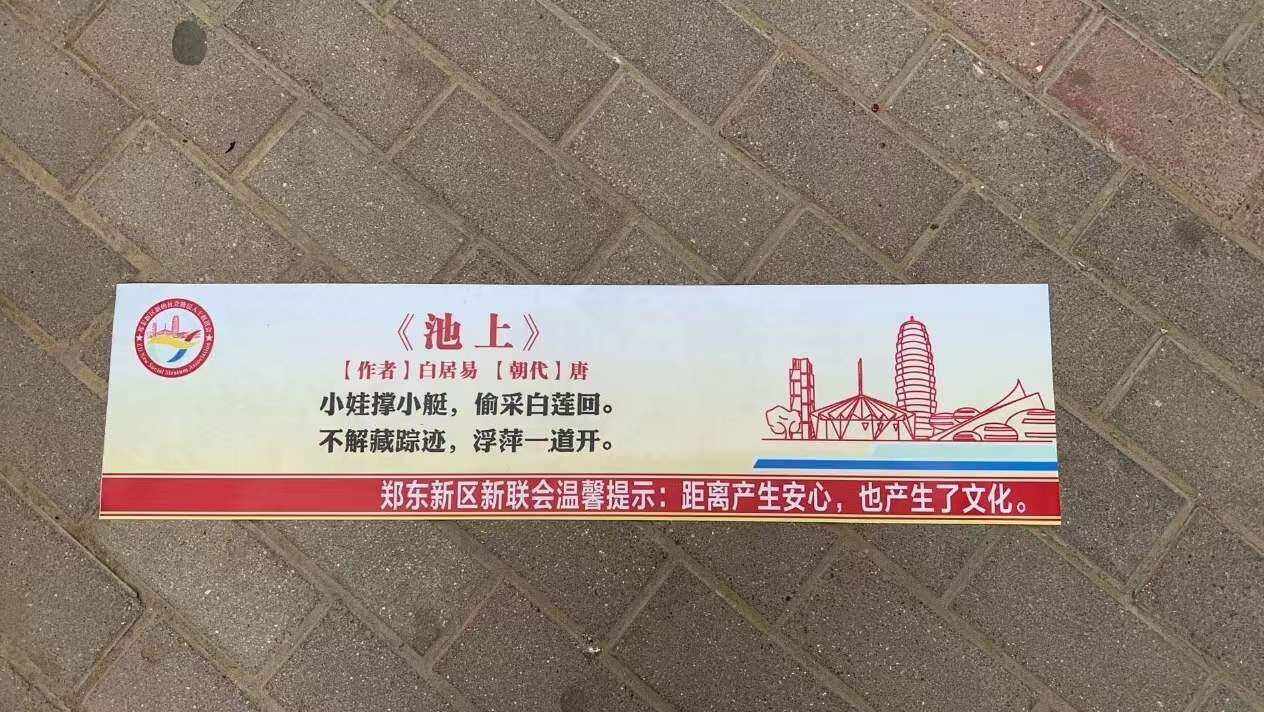 《池上》
【作者】白居易 【朝代】唐
小娃撑小艇，偷采白莲回。
不解藏踪迹，浮萍一道开。
郑东新区新联会温馨提示：距离产生安心，也产生了文化。